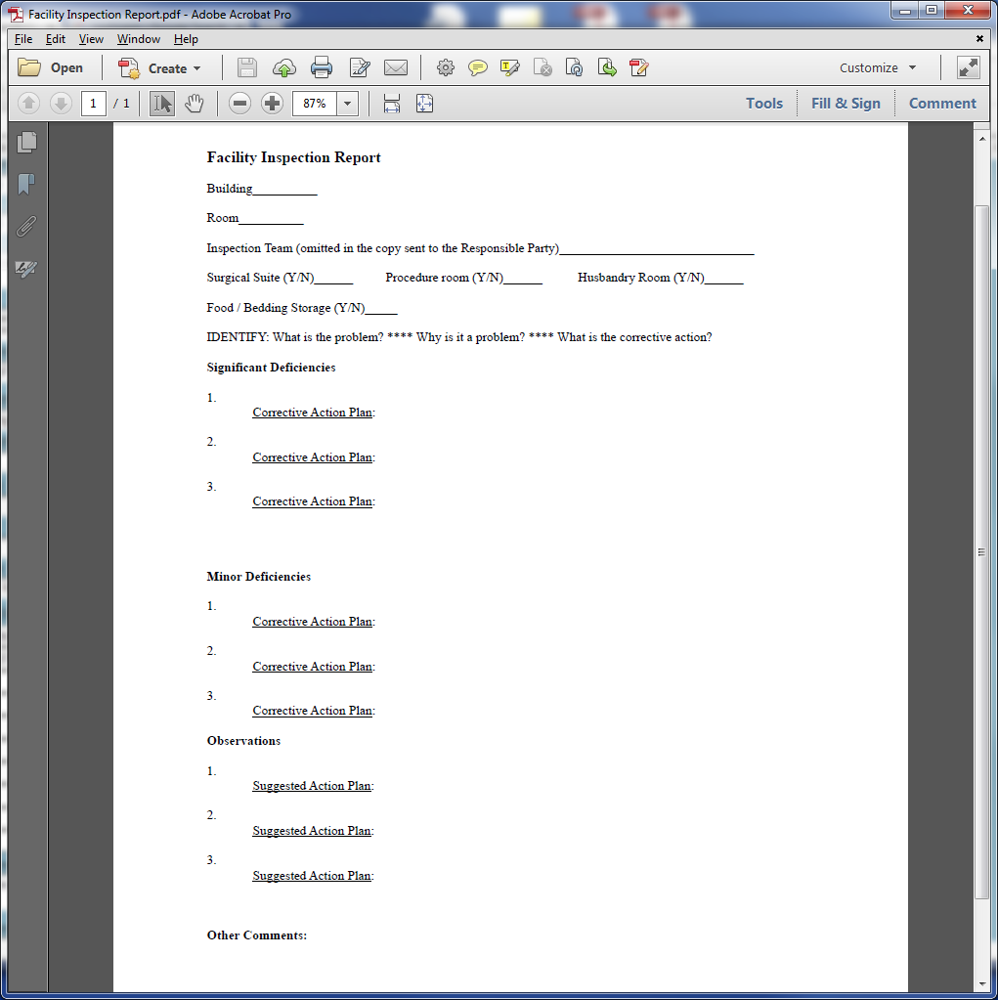 Facility Inspection Report.pdf - Adobe Acrobat Pro
File Edit View Window Help
Open Create Customize
1 / 1 87% Tools Fill & Sign Comment
Facility Inspection Report
Building__________
Room__________
Inspection Team (omitted in the copy sent to the Responsible Party)______________________________
Surgical Suite (Y/N)______ Procedure room (Y/N)______ Husbandry Room (Y/N)______
Food / Bedding Storage (Y/N)_____
IDENTIFY: What is the problem? **** Why is it a problem? **** What is the corrective action?
Significant Deficiencies
1.
Corrective Action Plan:
2.
Corrective Action Plan:
3.
Corrective Action Plan:
Minor Deficiencies
1.
Corrective Action Plan:
2.
Corrective Action Plan:
3.
Corrective Action Plan:
Observations
1.
Suggested Action Plan:
2.
Suggested Action Plan:
3.
Suggested Action Plan:
Other Comments: